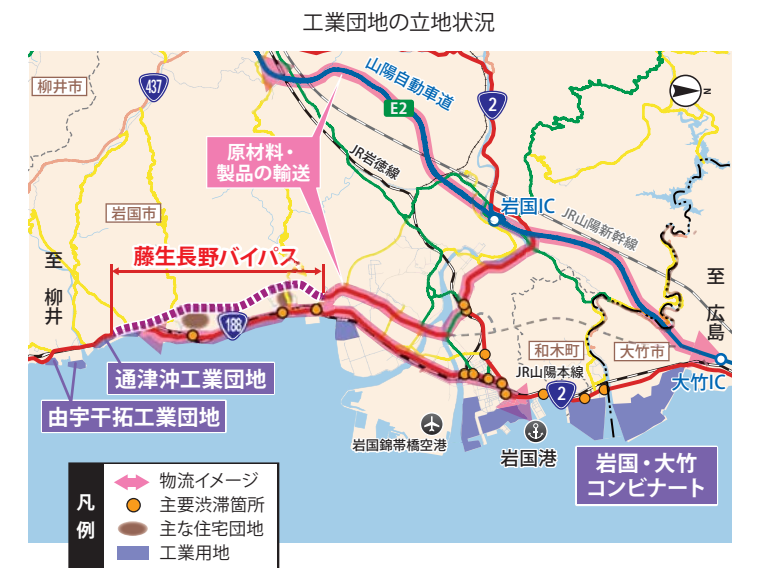 工業団地の立地状況
柳井市
437
山陽自動車道
E2
2
N
原材料・
製品の輸送
JR岩徳線
岩国市
岩国IC
JR山陽新幹線
藤生長野バイパス
至
柳井
至
広島
188
和木町
大竹市
JR山陽本線
2
大竹IC
通津沖工業団地
由宇干拓工業団地
岩国錦帯橋空港
岩国港
岩国・大竹
コンビナート
凡例
物流イメージ
主要渋滞箇所
主な住宅団地
工業用地